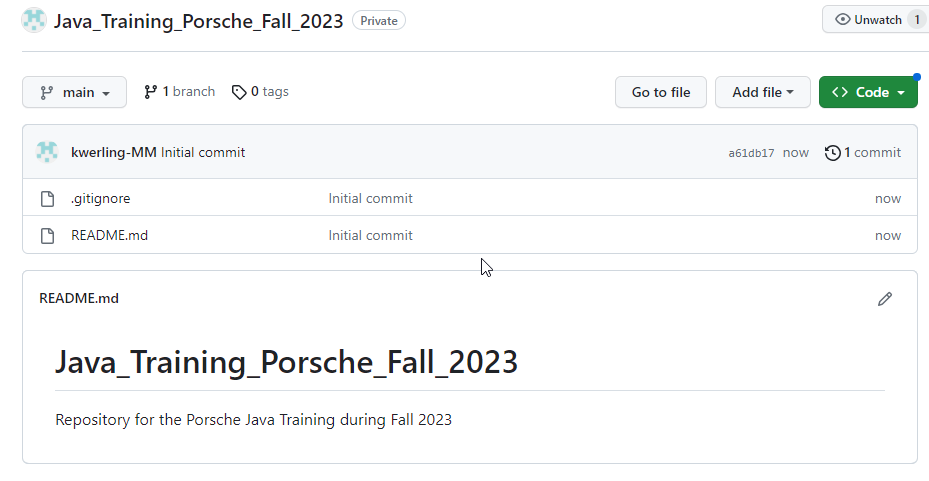 Java_Training_Porsche_Fall_2023 Private Unwatch 1
main 1 branch 0 tags Go to file Add file Code
kwerling-MM Initial commit a61db17 now 1 commit
.gitignore Initial commit now
README.md Initial commit now
README.md
Java_Training_Porsche_Fall_2023
Repository for the Porsche Java Training during Fall 2023